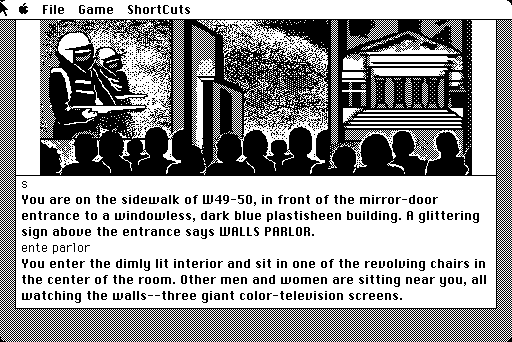 File Game ShortCuts
s
You are on the sidewalk of W49-50, in front of the mirror-door
entrance to a windowless, dark blue plastisheen building. A glittering
sign above the entrance says WALLS PARLOR.
ente parlor
You enter the dimly lit interior and sit in one of the revolving chairs in
the center of the room. Other men and women are sitting near you, all
watching the walls--three giant color-television screens.